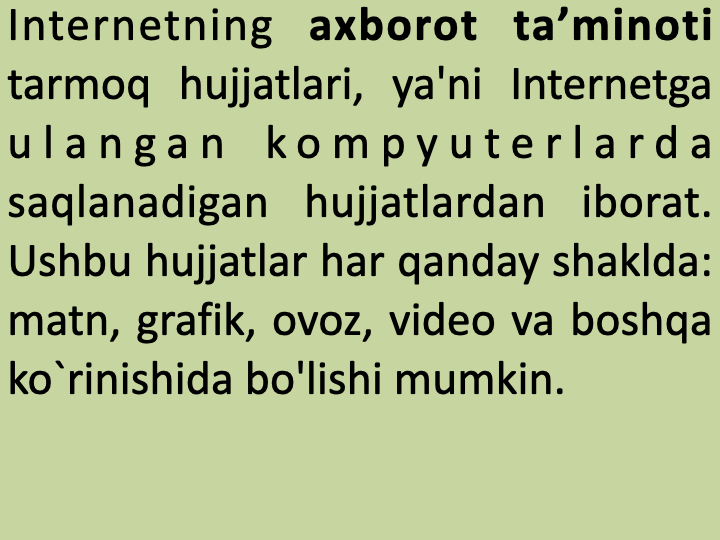 Internetning axborot ta’minoti
tarmoq hujjatlari, ya'ni Internetga
ulangan kompyuterlarda
saqlanadigan hujjatlardan iborat.
Ushbu hujjatlar har qanday shaklda:
matn, grafik, ovoz, video va boshqa
ko`rinishida bo'lishi mumkin.